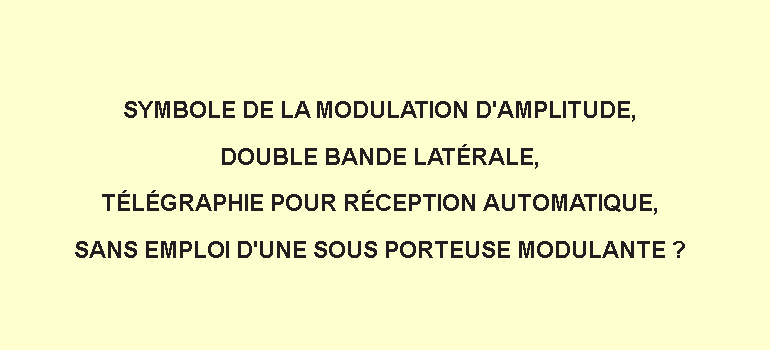 SYMBOLE DE LA MODULATION D'AMPLITUDE,
DOUBLE BANDE LATÉRALE,
TÉLÉGRAPHIE POUR RÉCEPTION AUTOMATIQUE,
SANS EMPLOI D'UNE SOUS PORTEUSE MODULANTE ?